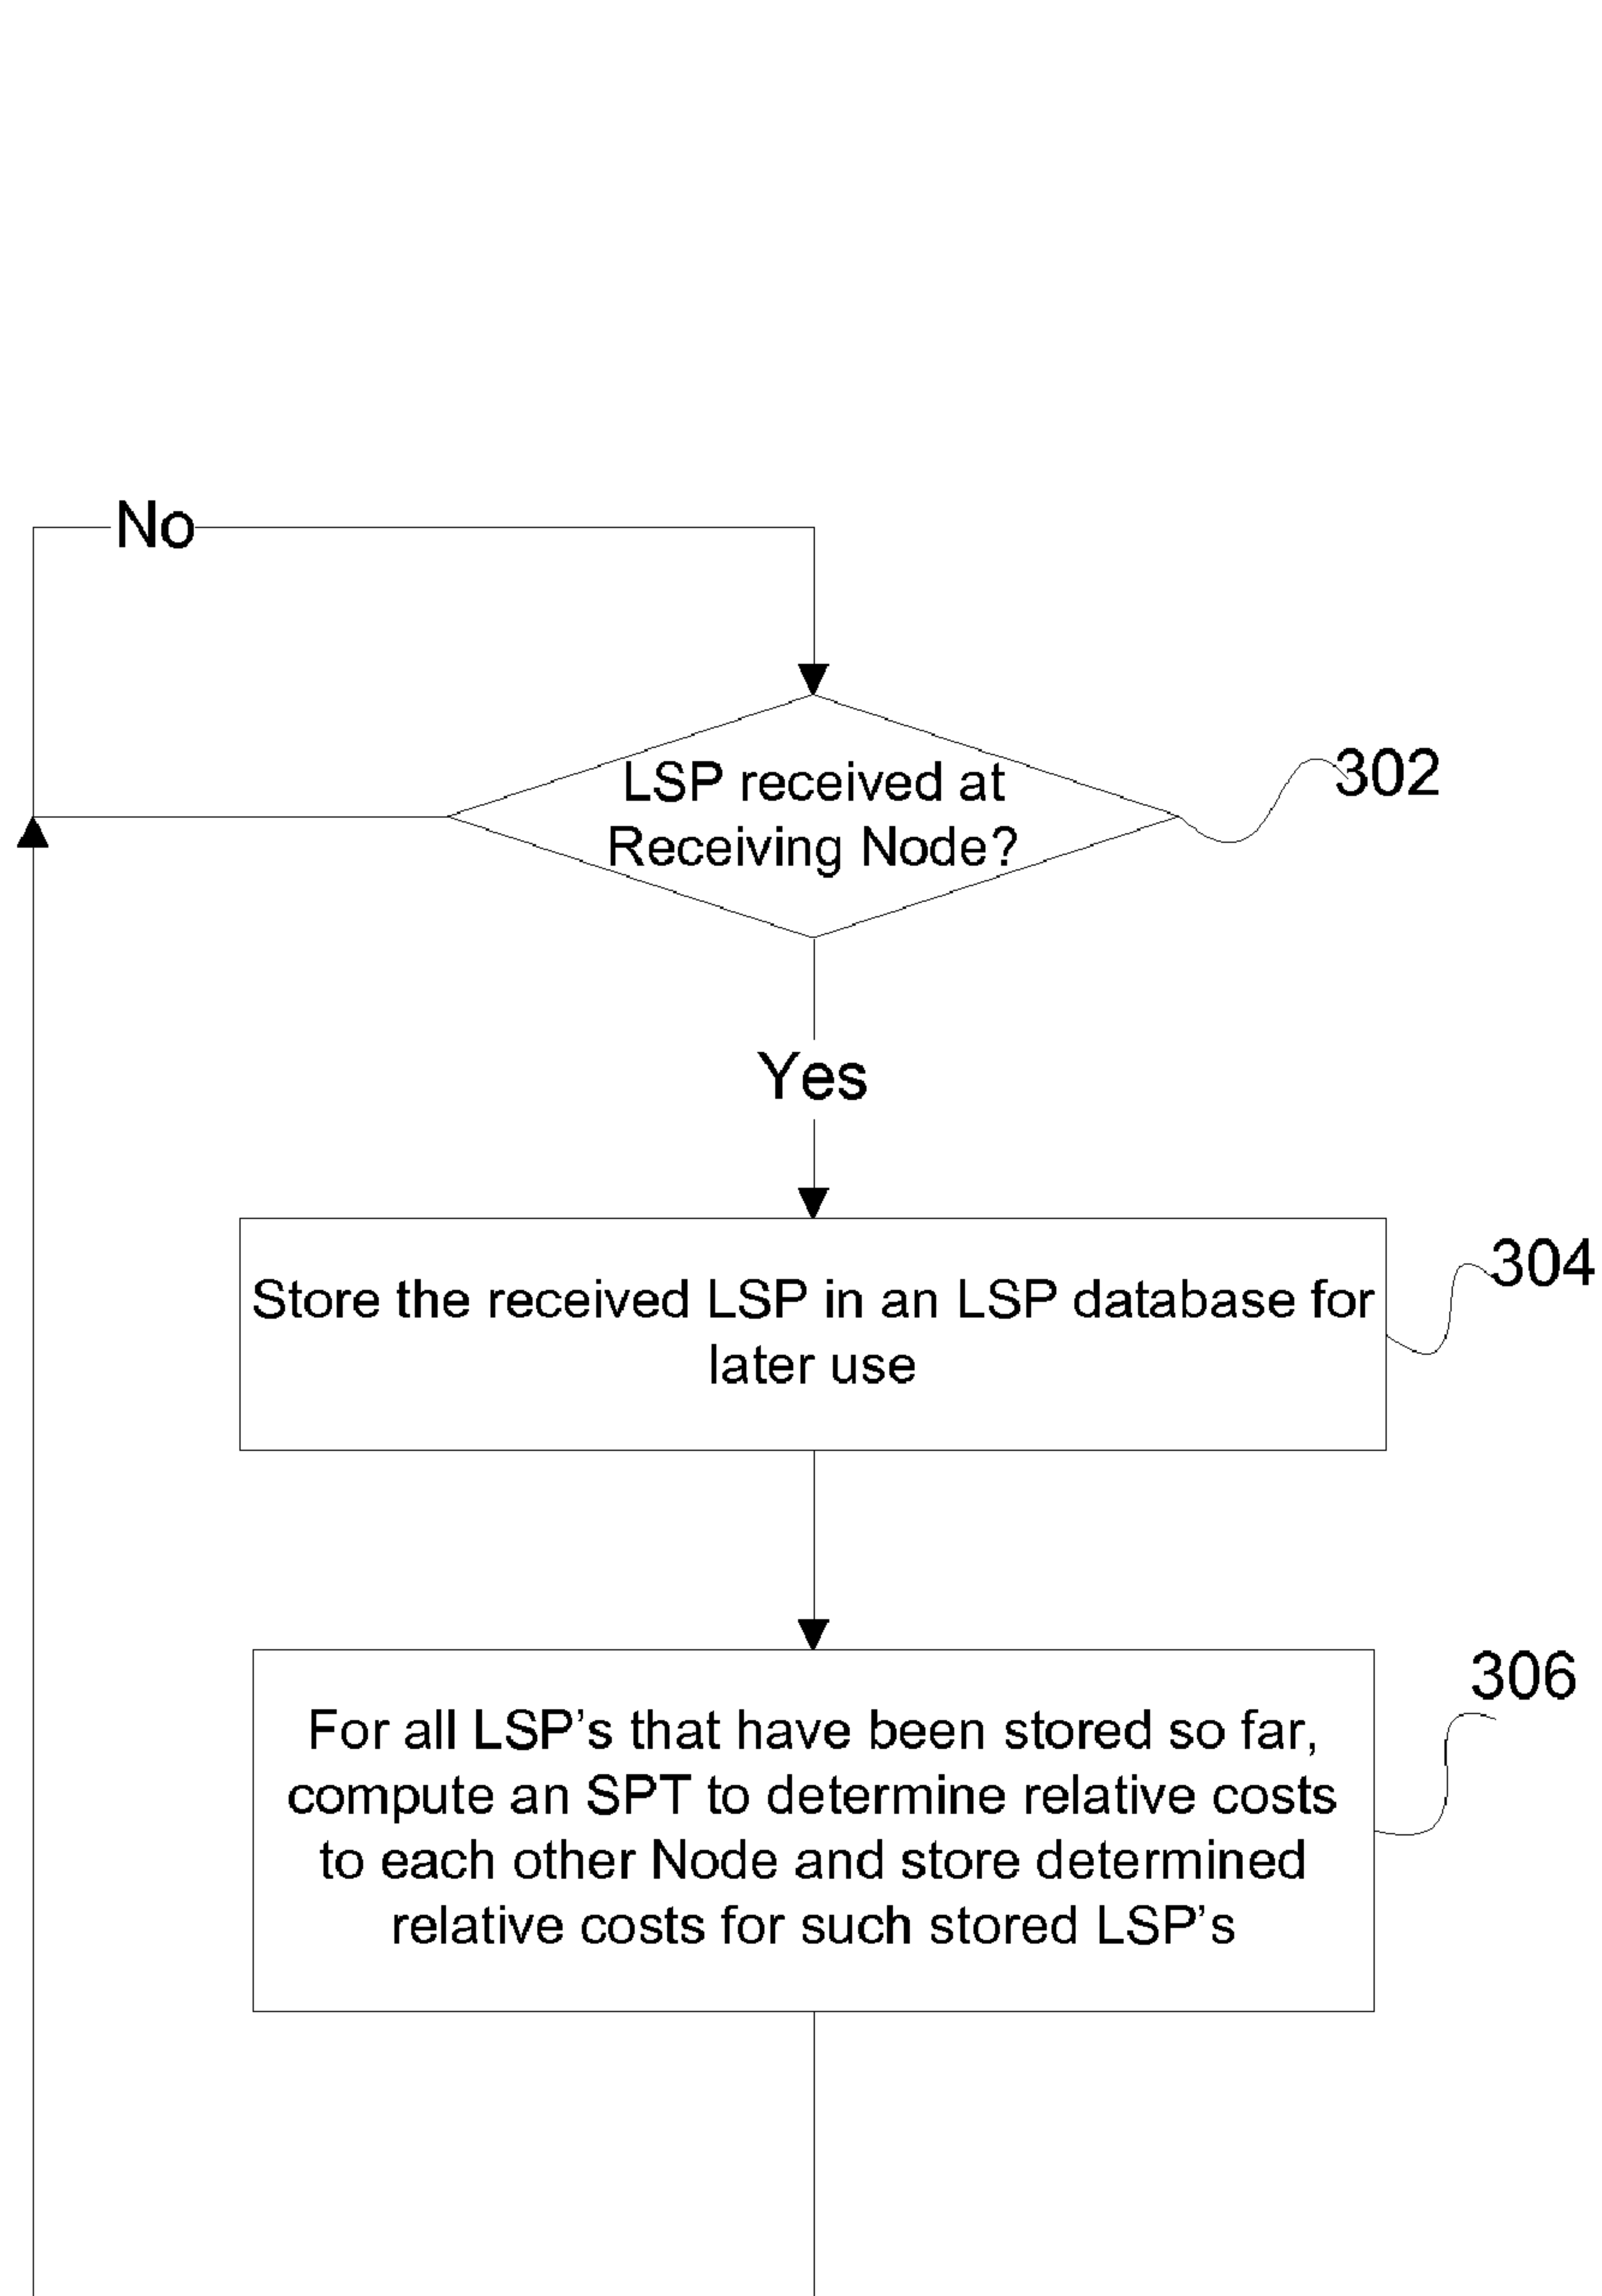 No
LSP received at
Receiving Node?
302
Yes
304
Store the received LSP in an LSP database for
later use
306
For all LSP's that have been stored so far,
compute an SPT to determine relative costs
to each other Node and store determined
relative costs for such stored LSP's